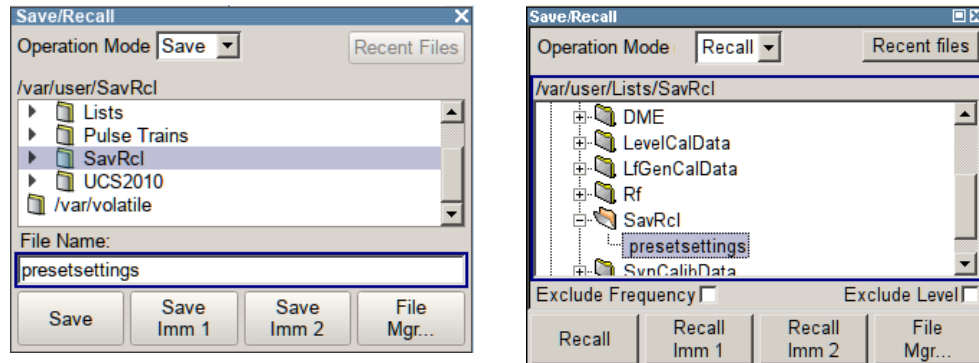 Save/Recall
Operation Mode Save Recent Files
/var/user/SavRcl
Lists
Pulse Trains
SavRcl
UCS2010
/var/volatile
File Name:
presetsettings
Save
Save Imm 1
Save Imm 2
File Mgr...
Save/Recall
Operation Mode Recall Recent files
/var/user/Lists/SavRcl
DME
LevelCalData
LfGenCalData
Rf
SavRcl
presetsettings
SynCalibData
Exclude Frequency Exclude Level
Recall
Recall Imm 1
Recall Imm 2
File Mgr...